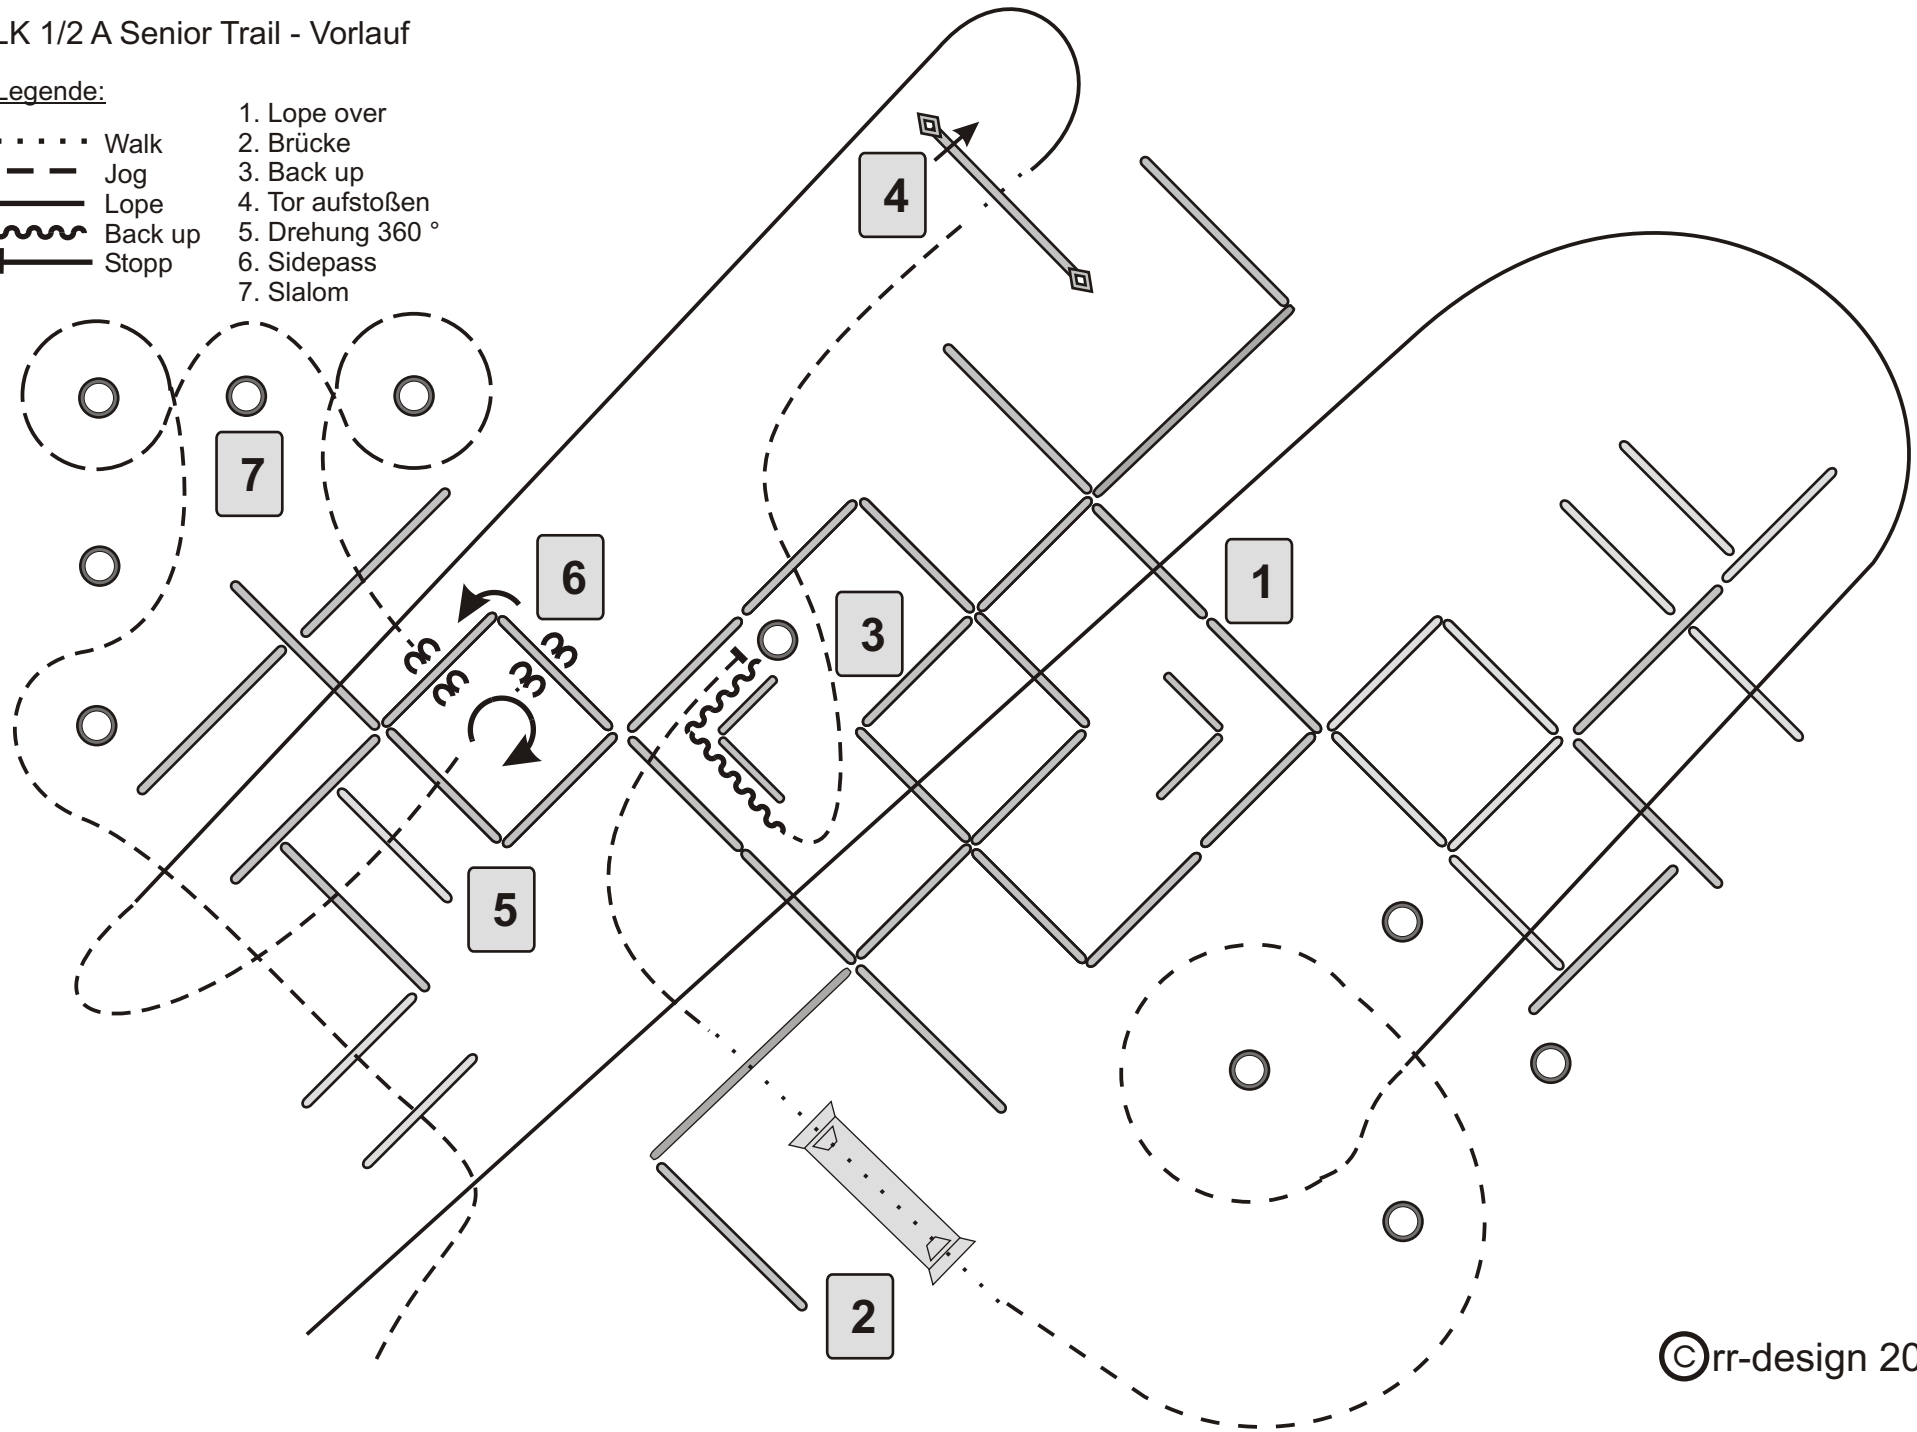 LK 1/2 A Senior Trail - Vorlauf
Legende:
Walk
Jog
Lope
Back up
Stopp
1. Lope over
2. Brücke
3. Back up
4. Tor aufstoßen
5. Drehung 360 °
6. Sidepass
7. Slalom
4
7
6
1
3
5
2
©rr-design 20